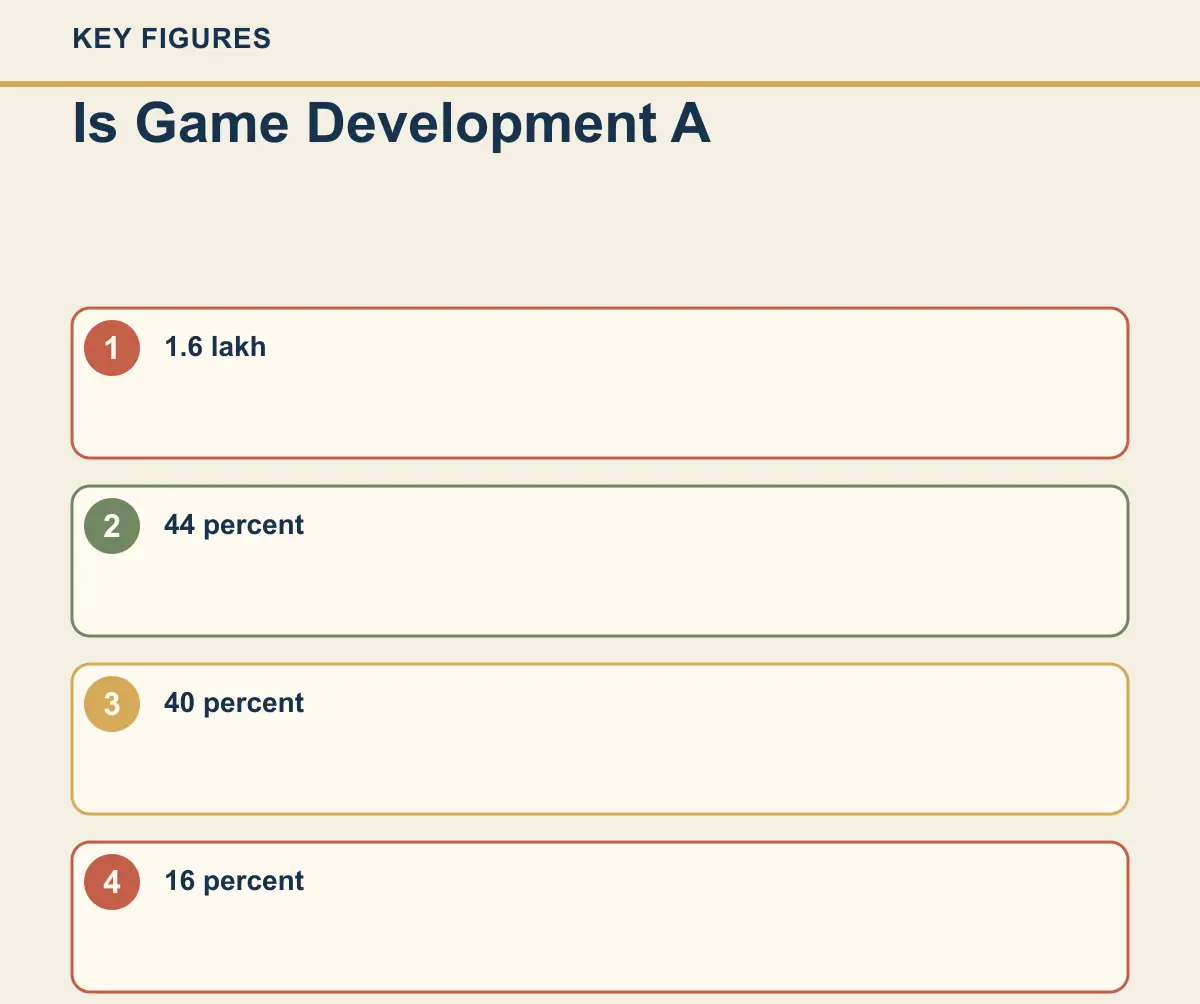 KEY FIGURES
Is Game Development A
1
1.6 lakh
2
44 percent
3
40 percent
4
16 percent